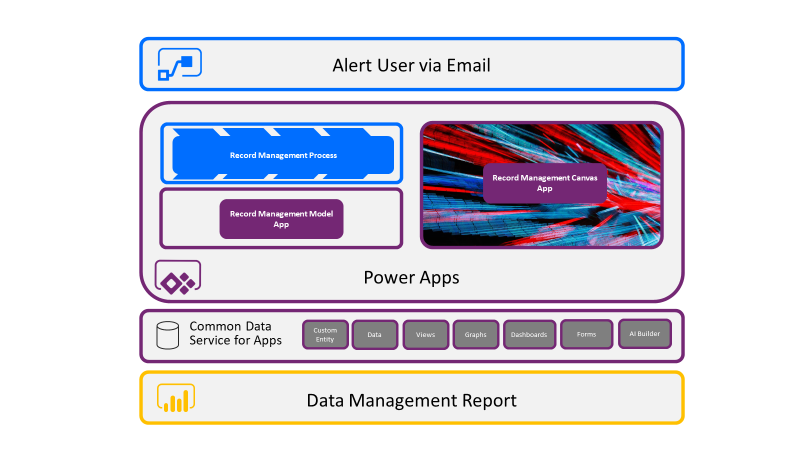 Alert User via Email
Record Management Process
Record Management Canvas
App
Record Management Model
App
Power Apps
Common Data
Service for Apps
Custom
Entity
Data
Views
Graphs
Dashboards
Forms
AI Builder
Data Management Report